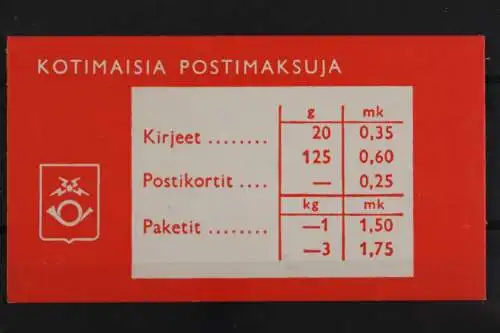 KOTIMAISIA POSTIMAKSUJA
g mk
Kirjeet ........ 20 0,35
125 0,60
Postikortit .... — 0,25
kg mk
Paketit ........ —1 1,50
—3 1,75